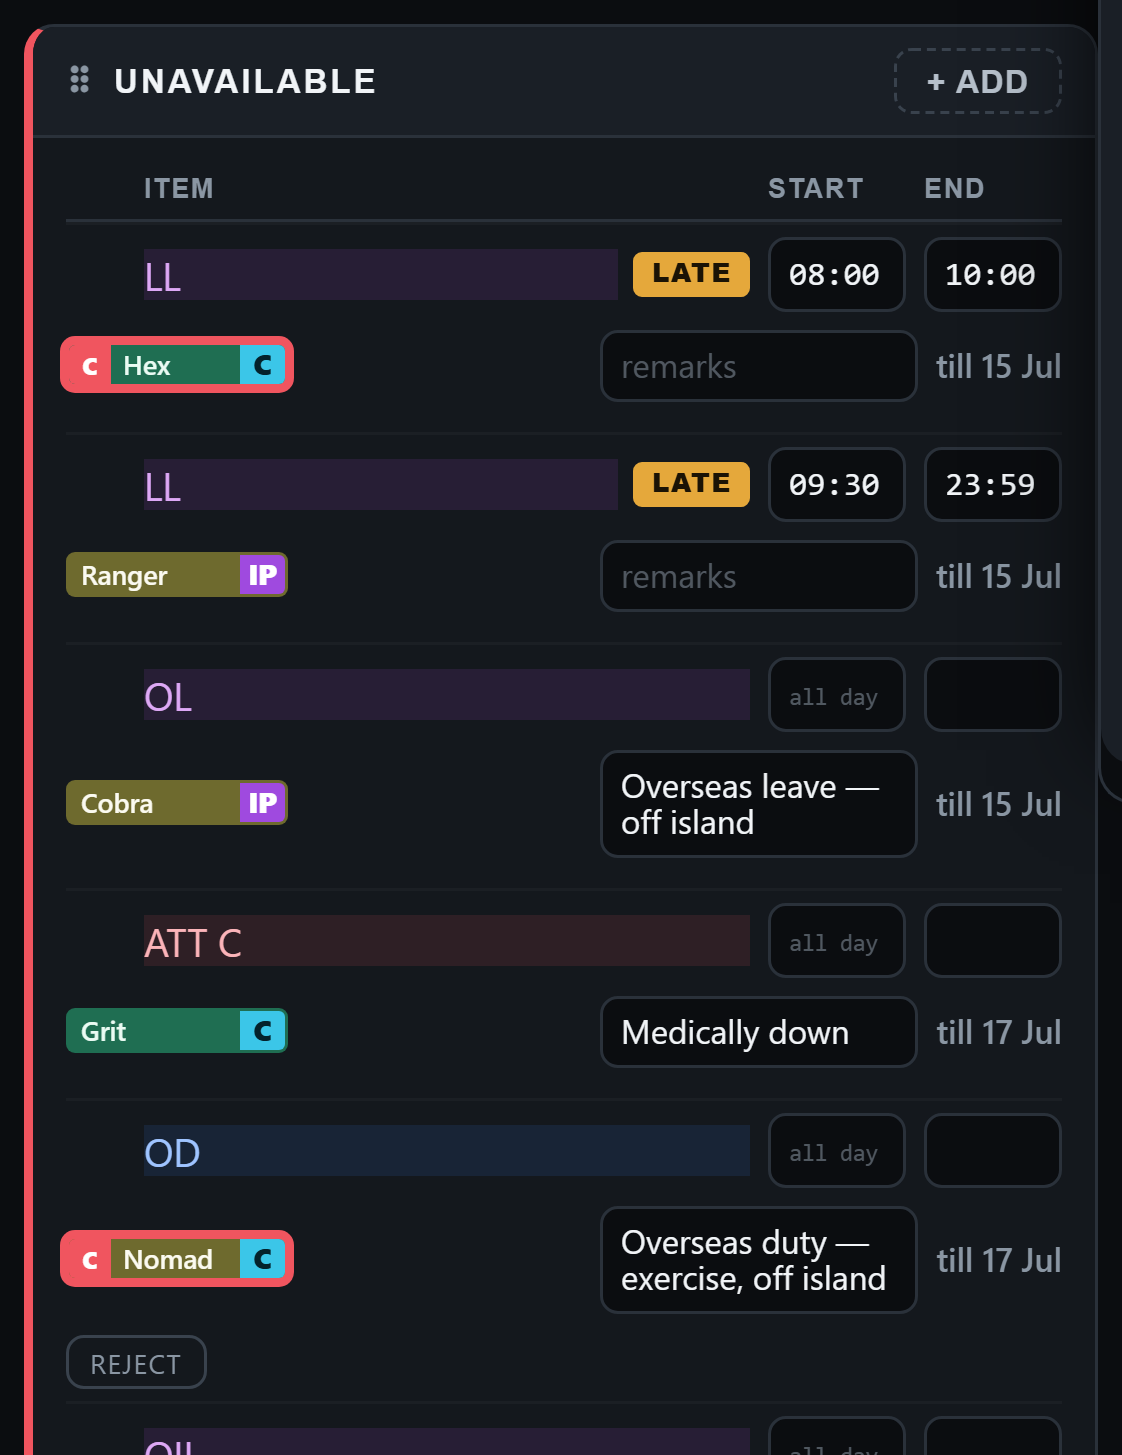 UNAVAILABLE
+ ADD
ITEM START END
LL LATE 08:00 10:00
C Hex C remarks till 15 Jul
LL LATE 09:30 23:59
Ranger IP remarks till 15 Jul
OL all day
Cobra IP Overseas leave —
off island till 15 Jul
ATT C all day
Grit C Medically down till 17 Jul
OD all day
C Nomad C Overseas duty —
exercise, off island till 17 Jul
REJECT
all day